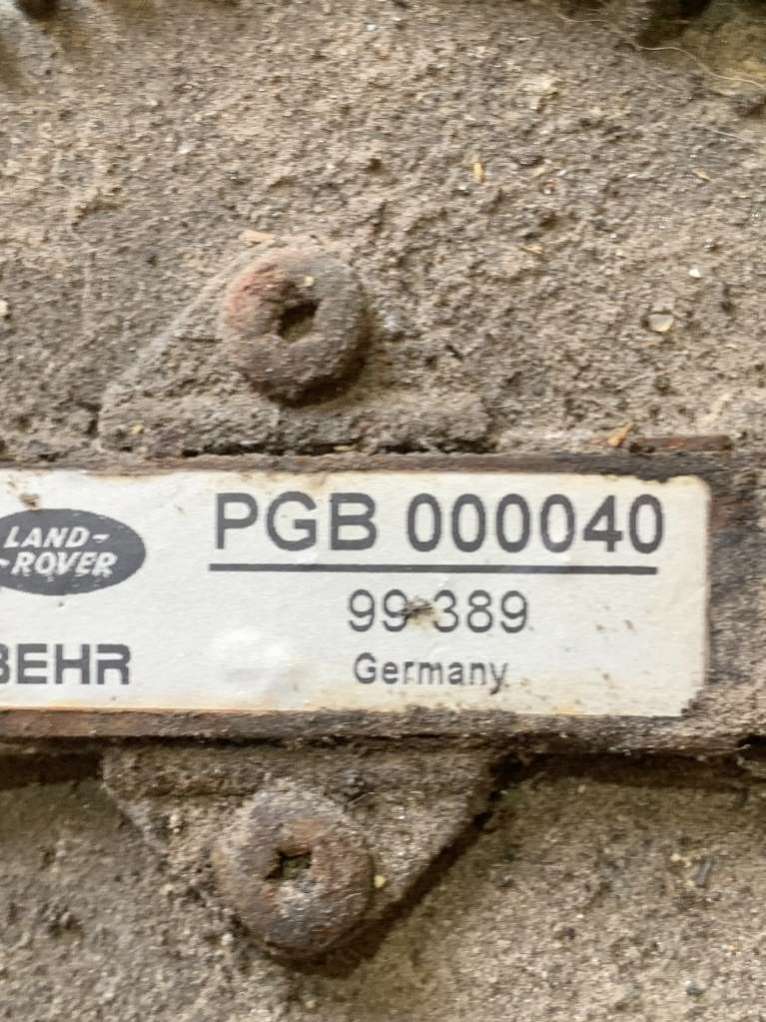 LAND-
-ROVER
PGB 000040
99 389
BEHR
Germany